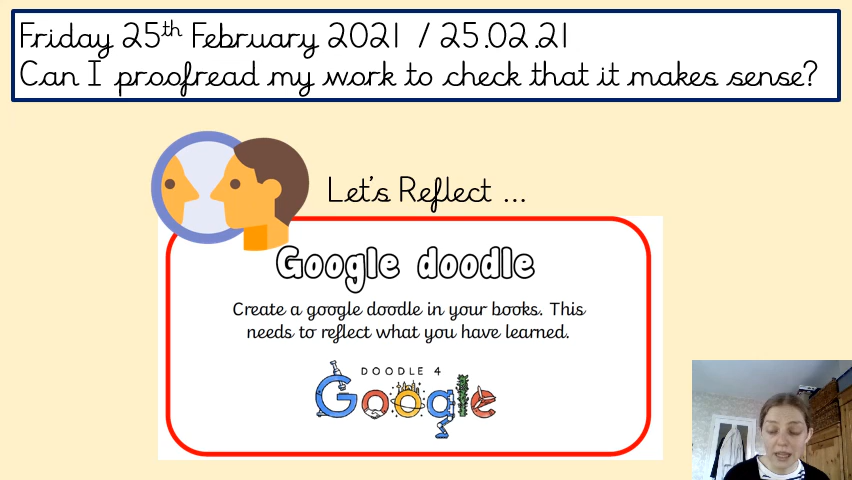 Friday 25th February 2021 / 25.02.21
Can I proofread my work to check that it makes sense?
Let's Reflect ...
Google doodle
Create a google doodle in your books. This
needs to reflect what you have learned.
DOODLE 4
Google